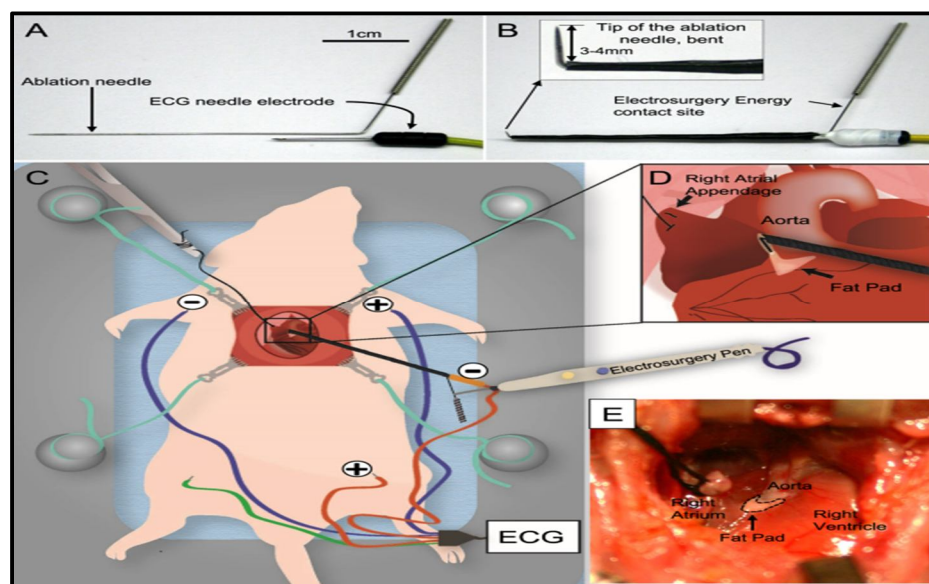 A
1cm
Ablation needle
ECG needle electrode
B
Tip of the ablation
needle, bent
3-4mm
Electrosurgery Energy
contact site
C
−
+
−
+
Electrosurgery Pen
ECG
D
Right Atrial
Appendage
Aorta
Fat Pad
E
Aorta
Right
Atrium
Fat Pad
Right
Ventricle